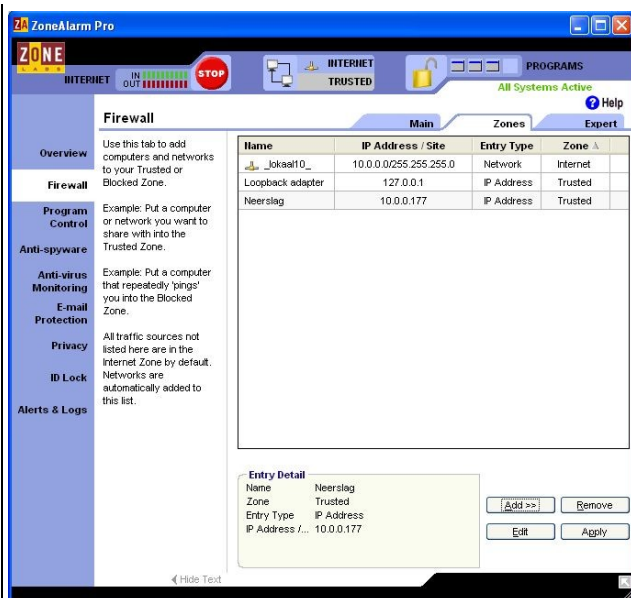 ZA ZoneAlarm Pro
ZONE
LABS
INTERNET
IN
OUT
STOP
INTERNET
TRUSTED
PROGRAMS
All Systems Active
? Help
Firewall
Main
Zones
Expert
Overview
Firewall
Program
Control
Anti-spyware
Anti-virus
Monitoring
E-mail
Protection
Privacy
ID Lock
Alerts & Logs
Use this tab to add
computers and networks
to your Trusted or
Blocked Zone.
Example: Put a computer
or network you want to
share with into the
Trusted Zone.
Example: Put a computer
that repeatedly 'pings'
you into the Blocked
Zone.
All traffic sources not
listed here are in the
Internet Zone by default.
Networks are
automatically added to
this list.
Name IP Address / Site Entry Type Zone
_lokaal10_ 10.0.0.0/255.255.255.0 Network Internet
Loopback adapter 127.0.0.1 IP Address Trusted
Neerslag 10.0.0.177 IP Address Trusted
Entry Detail
Name Neerslag
Zone Trusted
Entry Type IP Address
IP Address /... 10.0.0.177
Add >> Remove
Edit Apply
Hide Text